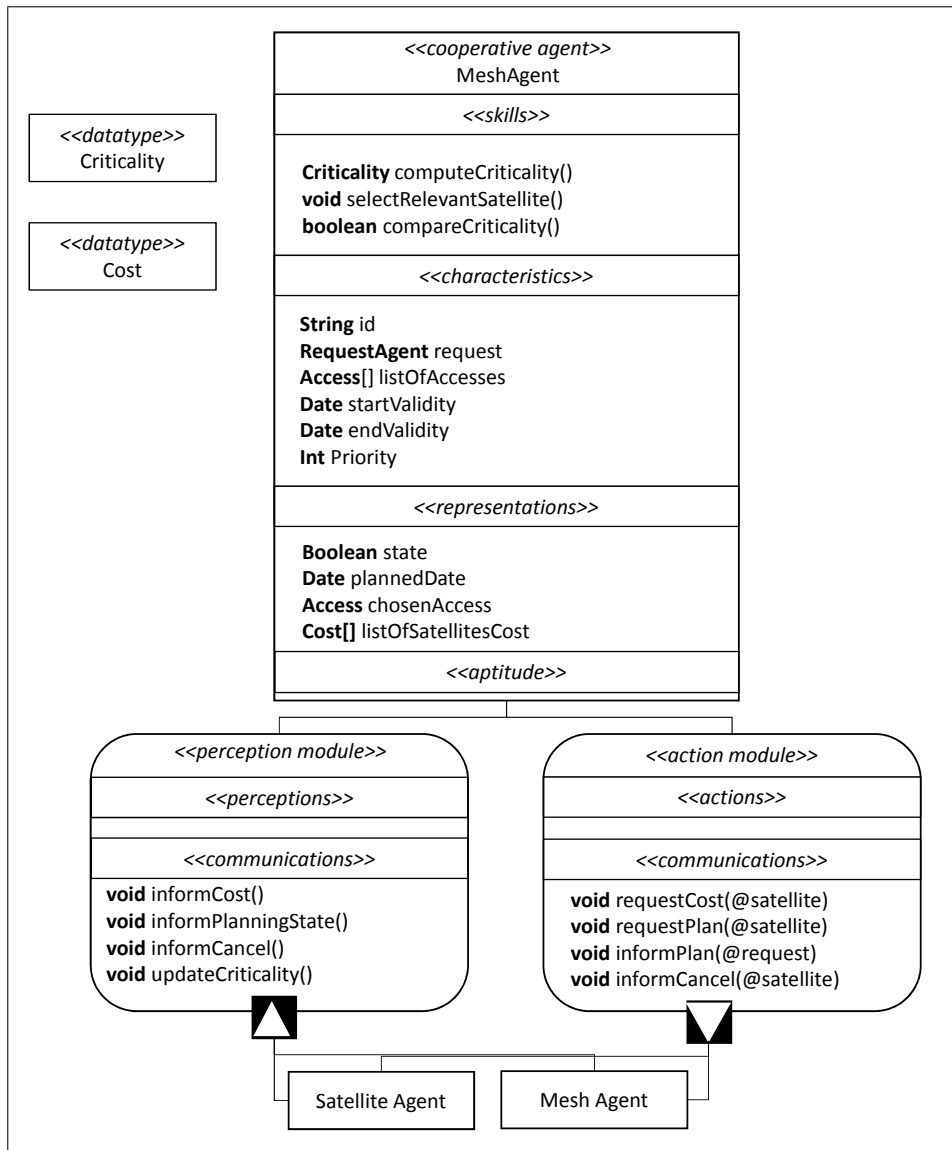 <<cooperative agent>>
MeshAgent
<<skills>>
Criticality computeCriticality()
void selectRelevantSatellite()
boolean compareCriticality()
<<characteristics>>
String id
RequestAgent request
Access[] listOfAccesses
Date startValidity
Date endValidity
Int Priority
<<representations>>
Boolean state
Date plannedDate
Access chosenAccess
Cost[] listOfSatellitesCost
<<aptitude>>
<<datatype>>
Criticality
<<datatype>>
Cost
<<perception module>>
<<perceptions>>
<<communications>>
void informCost()
void informPlanningState()
void informCancel()
void updateCriticality()
<<action module>>
<<actions>>
<<communications>>
void requestCost(@satellite)
void requestPlan(@satellite)
void informPlan(@request)
void informCancel(@satellite)
Satellite Agent
Mesh Agent